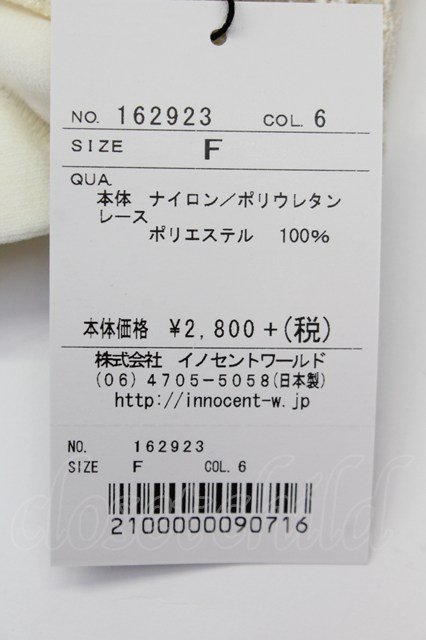 NO. 162923 COL. 6
SIZE F
QUA.
本体 ナイロン／ポリウレタン
レース
ポリエステル 100%
本体価格 ¥2,800+(税)
株式会社 イノセントワールド
(06) 4705-5058(日本製)
http://innocent-w.jp
NO. 162923
SIZE F COL. 6
2100000090716
closet child